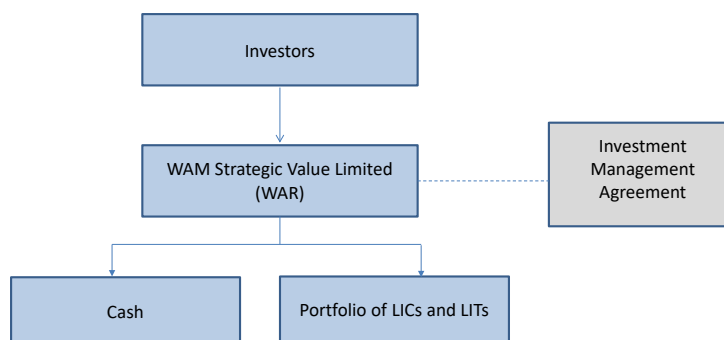 Investors
WAM Strategic Value Limited
(WAR)
Investment
Management
Agreement
Cash
Portfolio of LICs and LITs